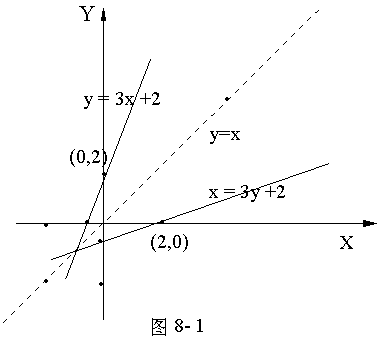 Y
y = 3x +2
y=x
(0,2)
x = 3y +2
(2,0)
X
图 8- 1